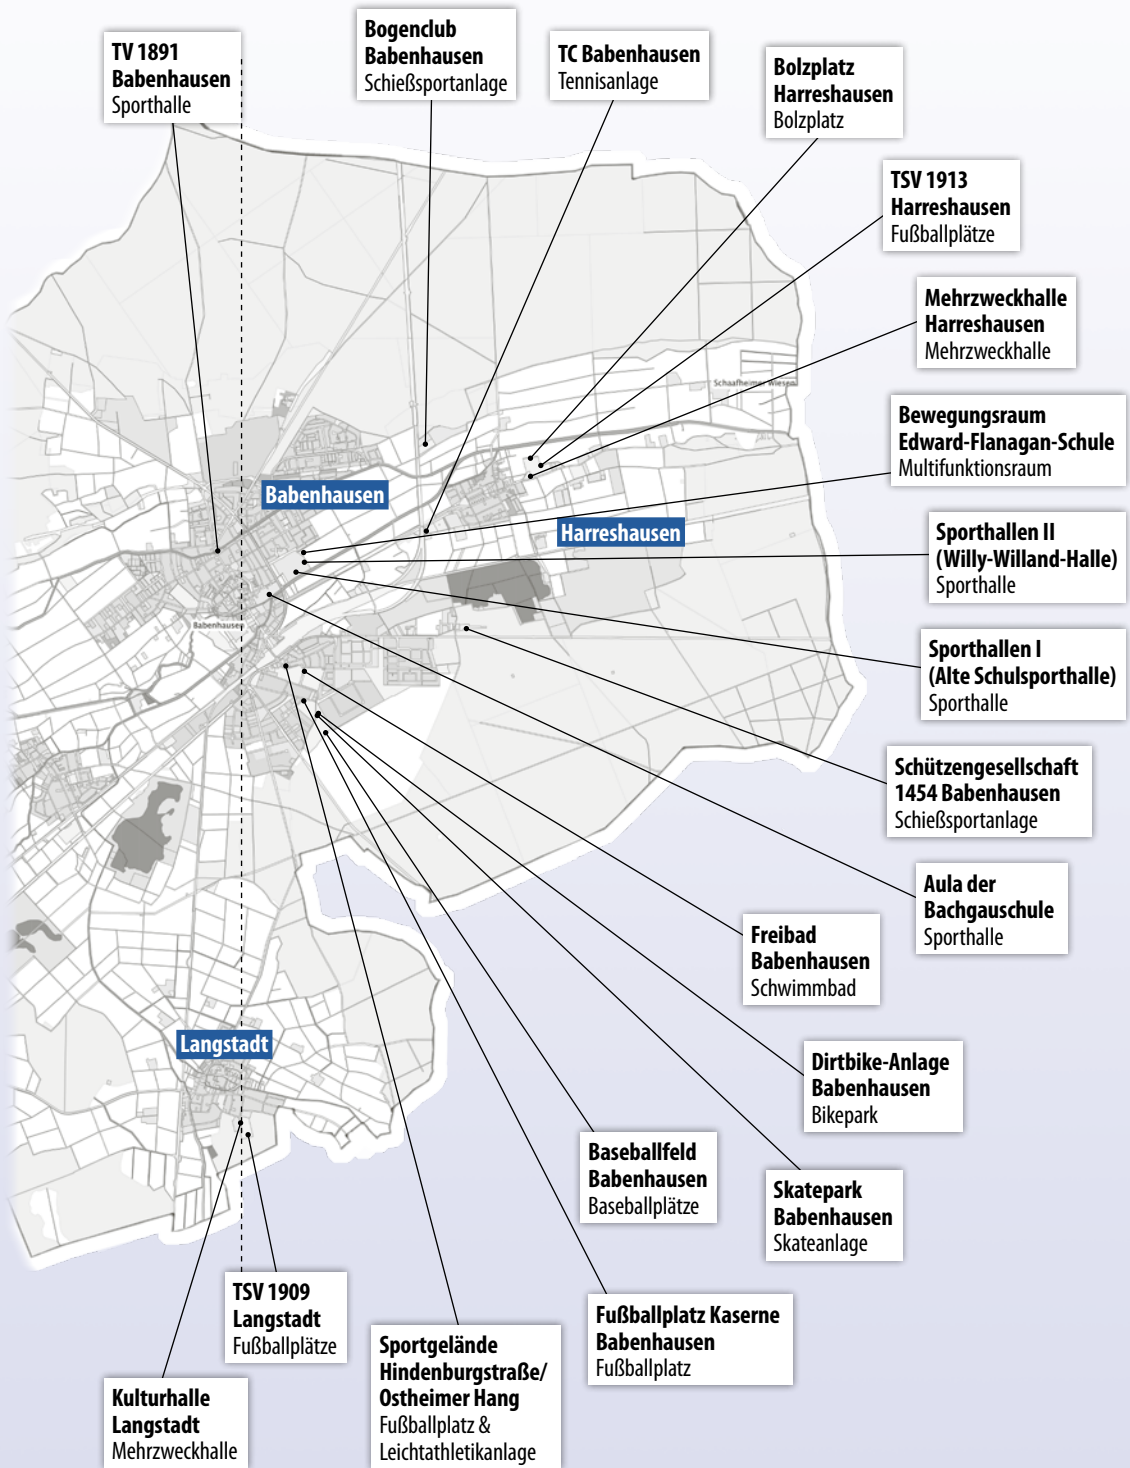 TV 1891
Babenhausen
Sporthalle
Bogenclub
Babenhausen
Schießsportanlage
TC Babenhausen
Tennisanlage
Bolzplatz
Harreshausen
Bolzplatz
TSV 1913
Harreshausen
Fußballplätze
Mehrzweckhalle
Harreshausen
Mehrzweckhalle
Schaafheimer Wiesen
Bewegungsraum
Edward-Flanagan-Schule
Multifunktionsraum
Babenhausen
Harreshausen
Sporthallen II
(Willy-Willand-Halle)
Sporthalle
Babenhausen
Sporthallen I
(Alte Schulsporthalle)
Sporthalle
Schützengesellschaft
1454 Babenhausen
Schießsportanlage
Aula der
Bachgauschule
Sporthalle
Freibad
Babenhausen
Schwimmbad
Langstadt
Dirtbike-Anlage
Babenhausen
Bikepark
Baseballfeld
Babenhausen
Baseballplätze
Skatepark
Babenhausen
Skateanlage
TSV 1909
Langstadt
Fußballplätze
Fußballplatz Kaserne
Babenhausen
Fußballplatz
Sportgelände
Hindenburgstraße/
Ostheimer Hang
Fußballplatz &
Leichtathletikanlage
Kulturhalle
Langstadt
Mehrzweckhalle